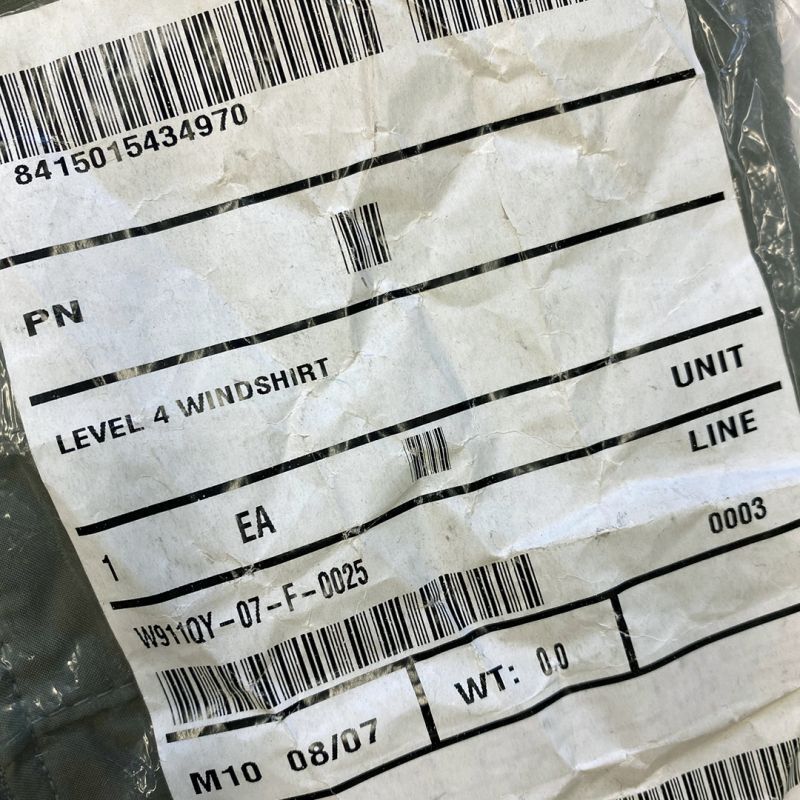 8415015434970
PN
LEVEL 4 WINDSHIRT
UNIT
1 EA
LINE
W911QY-07-F-0025
0003
M10 08/07
WT: 0.0